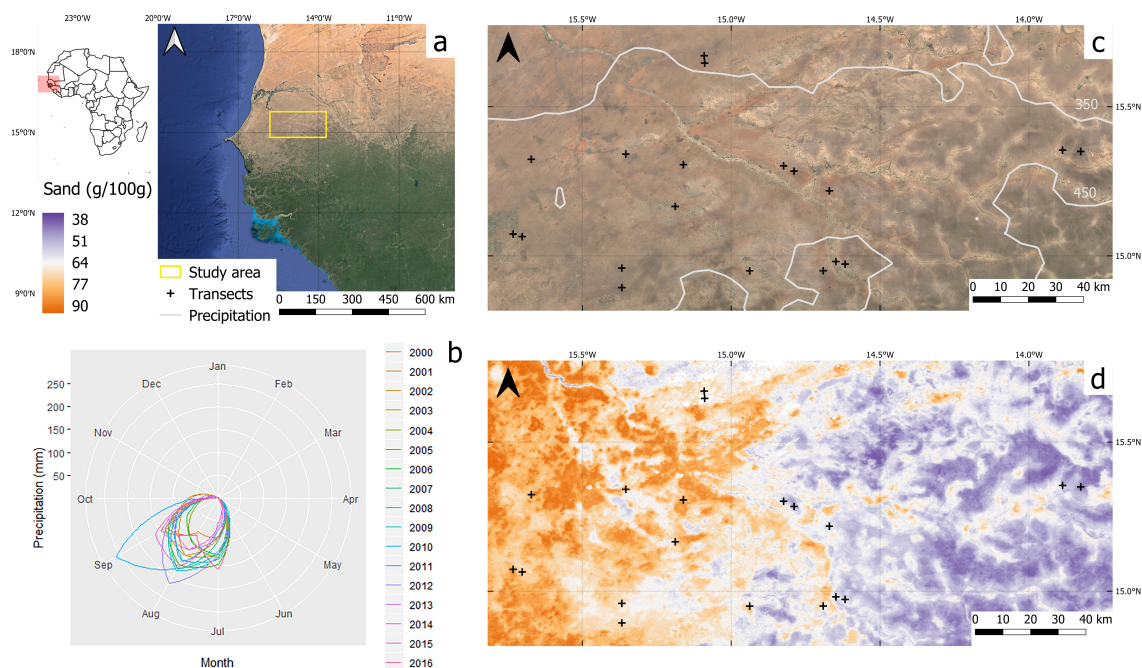 23°0"0
20°0'0"W
17°0'0
14°0'0
11°0'0
18°0"N
15°0"N
12°0"N
9°0"N
a
Sand (g/100g)
38
51
64
77
90
Study area
Transects
Precipitation
0 150 300 450 600 km
15.5°W
15.0°W
14.5°W
14.0°W
c
350
450
15.5°N
15.0°N
0 10 20 30 40 km
b
Precipitation (mm)
250
200
150
100
50
Jan
Feb
Mar
Apr
May
Jun
Jul
Aug
Sep
Oct
Nov
Dec
Month
2000
2001
2002
2003
2004
2005
2006
2007
2008
2009
2010
2011
2012
2013
2014
2015
2016
15.5°W
15.0°W
14.5°W
14.0°W
d
15.5°N
15.0°N
0 10 20 30 40 km